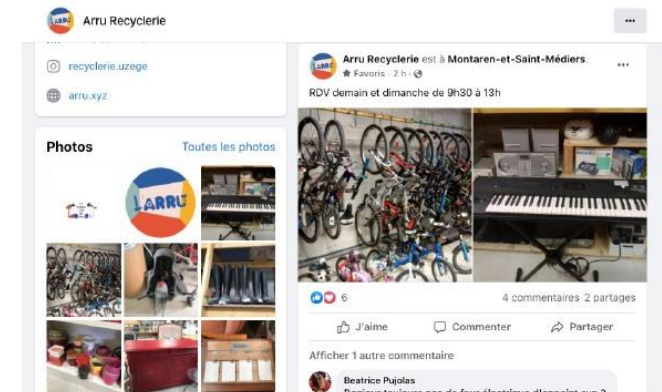 Arru Recyclerie
recyclerie.uzege
arru.xyz
Photos
Toutes les photos
LARRU
Arru Recyclerie est à Montaren-et-Saint-Médiers
Favoris · 2 h ·
RDV demain et dimanche de 9h30 à 13h
6
4 commentaires 2 partages
J'aime
Commenter
Partager
Afficher 1 autre commentaire
Beatrice Pujolas